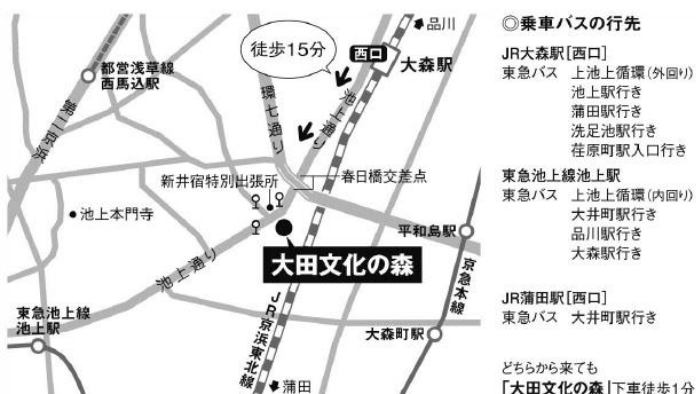 品川
徒歩15分
西口
大森駅
都営浅草線
西馬込駅
第二京浜
環七通り
池上通り
新井宿特別出張所
春日橋交差点
池上本門寺
平和島駅
大田文化の森
池上通り
京急本線
東急池上線
池上駅
JR京浜東北線
大森町駅
蒲田
◎乗車バスの行先
JR大森駅[西口]
東急バス 上池上循環(外回り)
池上駅行き
蒲田駅行き
洗足池駅行き
荏原町駅入口行き
東急池上線池上駅
東急バス 上池上循環(内回り)
大井町駅行き
品川駅行き
大森駅行き
JR蒲田駅[西口]
東急バス 大井町駅行き
どちらから来ても
「大田文化の森」下車徒歩1分